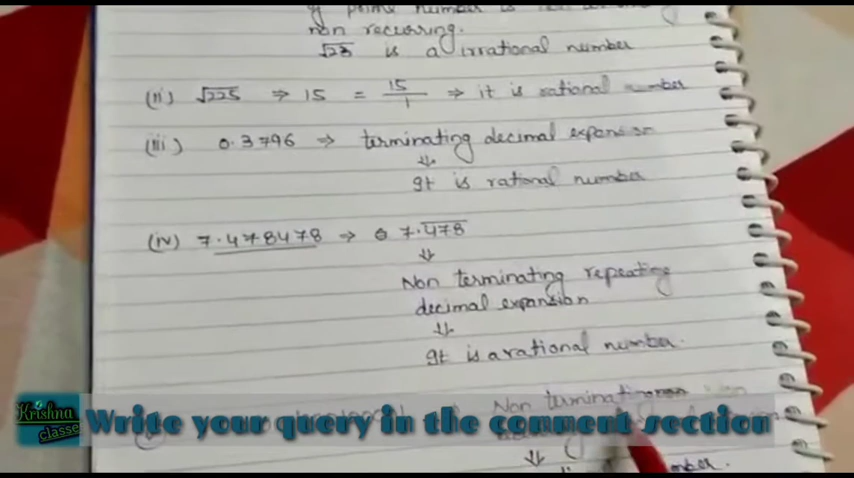 non recurring.
√23 is a irrational number
(ii) √225 ⇒ 15 = 15/1 ⇒ it is rational number
(iii) 0.3796 ⇒ terminating decimal expansion
⇓
It is rational number
(iv) 7.478478 ⇒ 7.478̅
⇓
Non terminating repeating
decimal expansion
⇓
It is a rational number.
Non terminating
Krishna
classe
Write your query in the comment section
⇓
number.